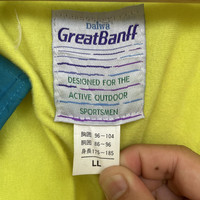 Daiwa
GreatBanff
DESIGNED FOR THE
ACTIVE OUTDOOR
SPORTSMEN
胸囲 96-104
胴囲 86-96
身長 175-185
LL